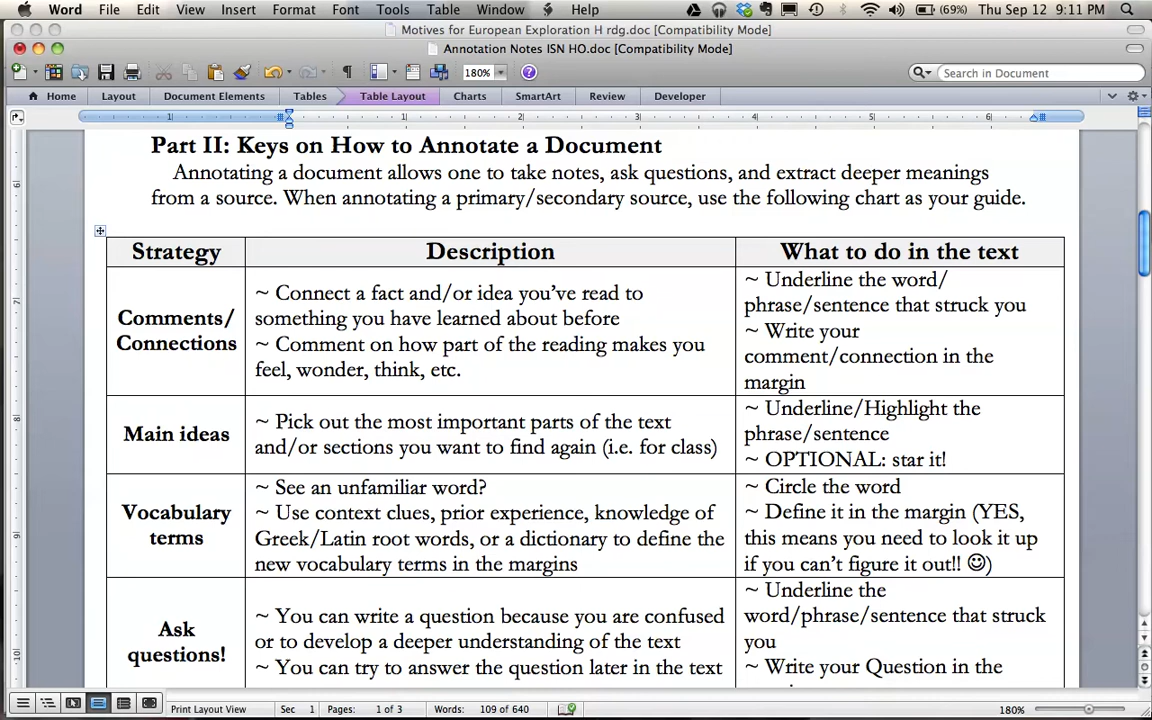 Word File Edit View Insert Format Font Tools Table Window Help (69%) Thu Sep 12 9:11 PM
Motives for European Exploration H rdg.doc [Compatibility Mode]
Annotation Notes ISN HO.doc [Compatibility Mode]
180% Search in Document
Home Layout Document Elements Tables Table Layout Charts SmartArt Review Developer
1 1 2 3 4 5 6
Part II: Keys on How to Annotate a Document
Annotating a document allows one to take notes, ask questions, and extract deeper meanings
from a source. When annotating a primary/secondary source, use the following chart as your guide.
Strategy Description What to do in the text
Comments/
Connections
~ Connect a fact and/or idea you've read to
something you have learned about before
~ Comment on how part of the reading makes you
feel, wonder, think, etc.
~ Underline the word/
phrase/sentence that struck you
~ Write your
comment/connection in the
margin
Main ideas
~ Pick out the most important parts of the text
and/or sections you want to find again (i.e. for class)
~ Underline/Highlight the
phrase/sentence
~ OPTIONAL: star it!
Vocabulary
terms
~ See an unfamiliar word?
~ Use context clues, prior experience, knowledge of
Greek/Latin root words, or a dictionary to define the
new vocabulary terms in the margins
~ Circle the word
~ Define it in the margin (YES,
this means you need to look it up
if you can't figure it out!! ☺)
Ask
questions!
~ You can write a question because you are confused
or to develop a deeper understanding of the text
~ You can try to answer the question later in the text
~ Underline the
word/phrase/sentence that struck
you
~ Write your Question in the
6
7
8
9
10
Print Layout View Sec 1 Pages: 1 of 3 Words: 109 of 640 180%